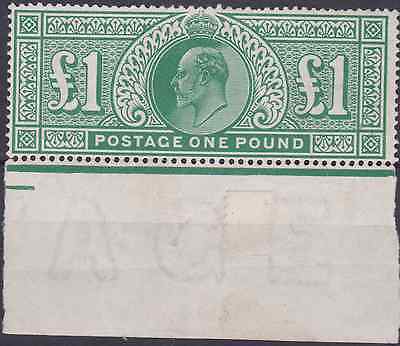 £1 £1
POSTAGE ONE POUND